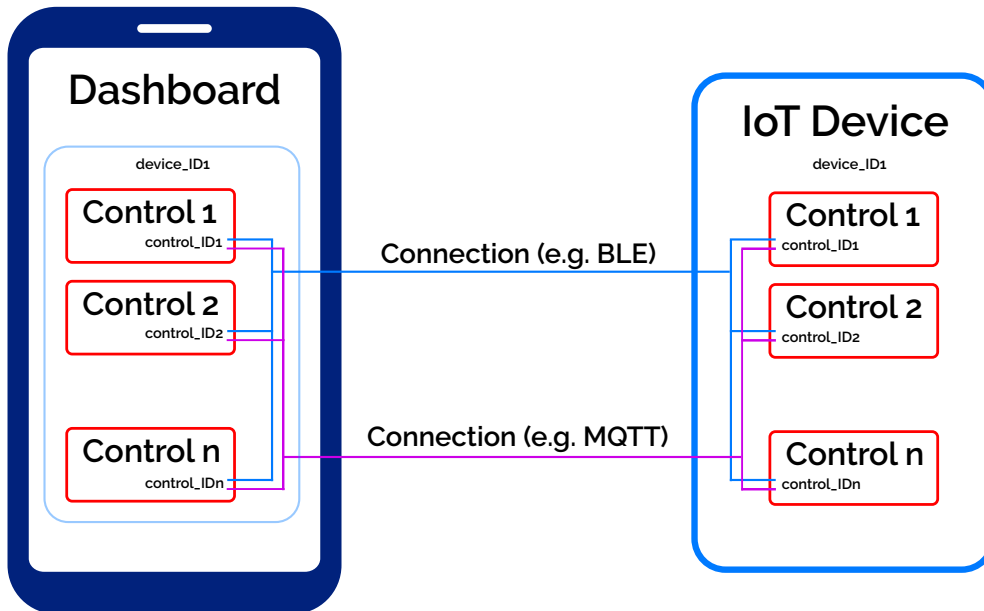 Dashboard
device_ID1
Control 1
control_ID1
Control 2
control_ID2
Control n
control_IDn
Connection (e.g. BLE)
Connection (e.g. MQTT)
IoT Device
device_ID1
Control 1
control_ID1
Control 2
control_ID2
Control n
control_IDn